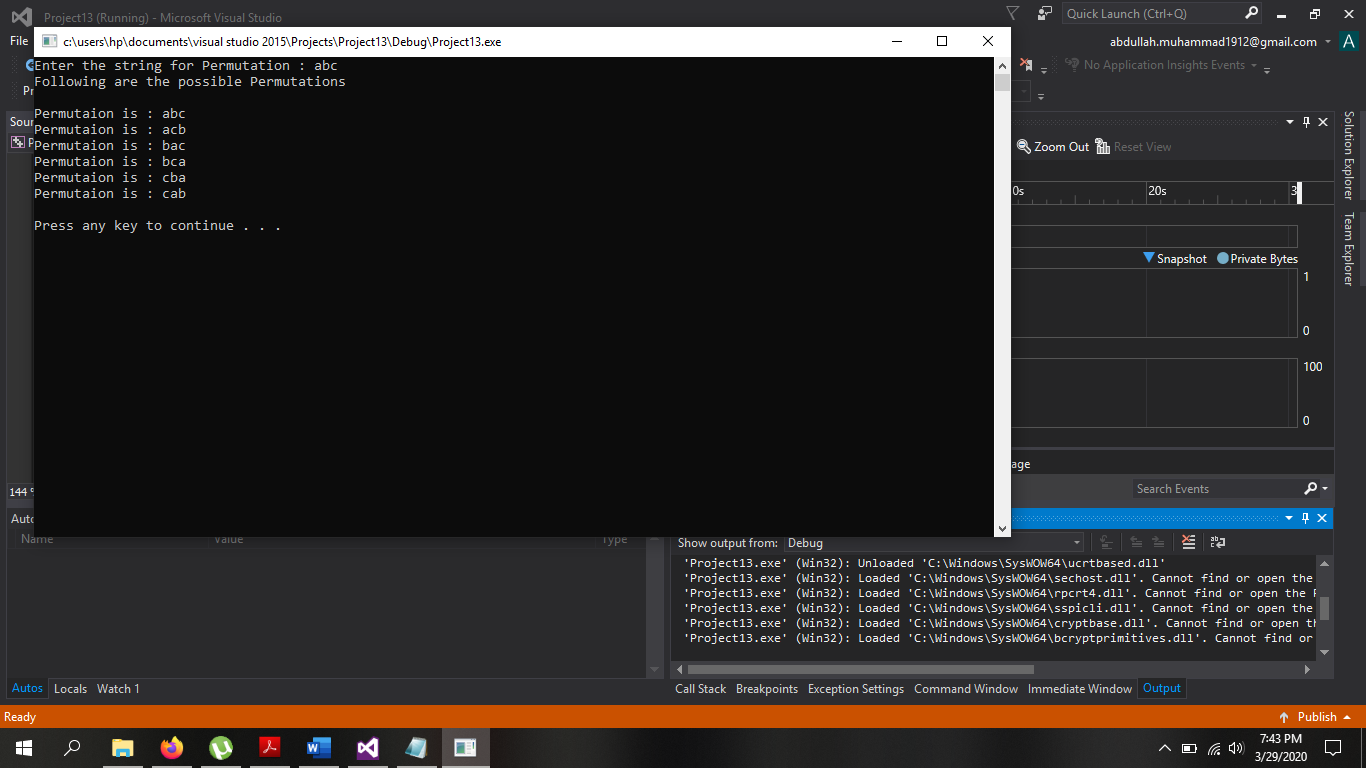 Project13 (Running) - Microsoft Visual Studio
Quick Launch (Ctrl+Q)
File
c:\users\hp\documents\visual studio 2015\Projects\Project13\Debug\Project13.exe
abdullah.muhammad1912@gmail.com
A
No Application Insights Events
Enter the string for Permutation : abc
Following are the possible Permutations
Permutaion is : abc
Permutaion is : acb
Permutaion is : bac
Permutaion is : bca
Permutaion is : cba
Permutaion is : cab
Press any key to continue . . .
Solution Explorer
Team Explorer
Zoom Out
Reset View
20s
Snapshot
Private Bytes
1
0
100
0
144
Search Events
Name
Value
Type
Show output from:
Debug
'Project13.exe' (Win32): Unloaded 'C:\Windows\SysWOW64\ucrtbased.dll'
'Project13.exe' (Win32): Loaded 'C:\Windows\SysWOW64\sechost.dll'. Cannot find or open the
'Project13.exe' (Win32): Loaded 'C:\Windows\SysWOW64\rpcrt4.dll'. Cannot find or open the
'Project13.exe' (Win32): Loaded 'C:\Windows\SysWOW64\sspicli.dll'. Cannot find or open the
'Project13.exe' (Win32): Loaded 'C:\Windows\SysWOW64\cryptbase.dll'. Cannot find or open
'Project13.exe' (Win32): Loaded 'C:\Windows\SysWOW64\bcryptprimitives.dll'. Cannot find or
Autos
Locals
Watch 1
Call Stack
Breakpoints
Exception Settings
Command Window
Immediate Window
Output
Ready
Publish
7:43 PM
3/29/2020